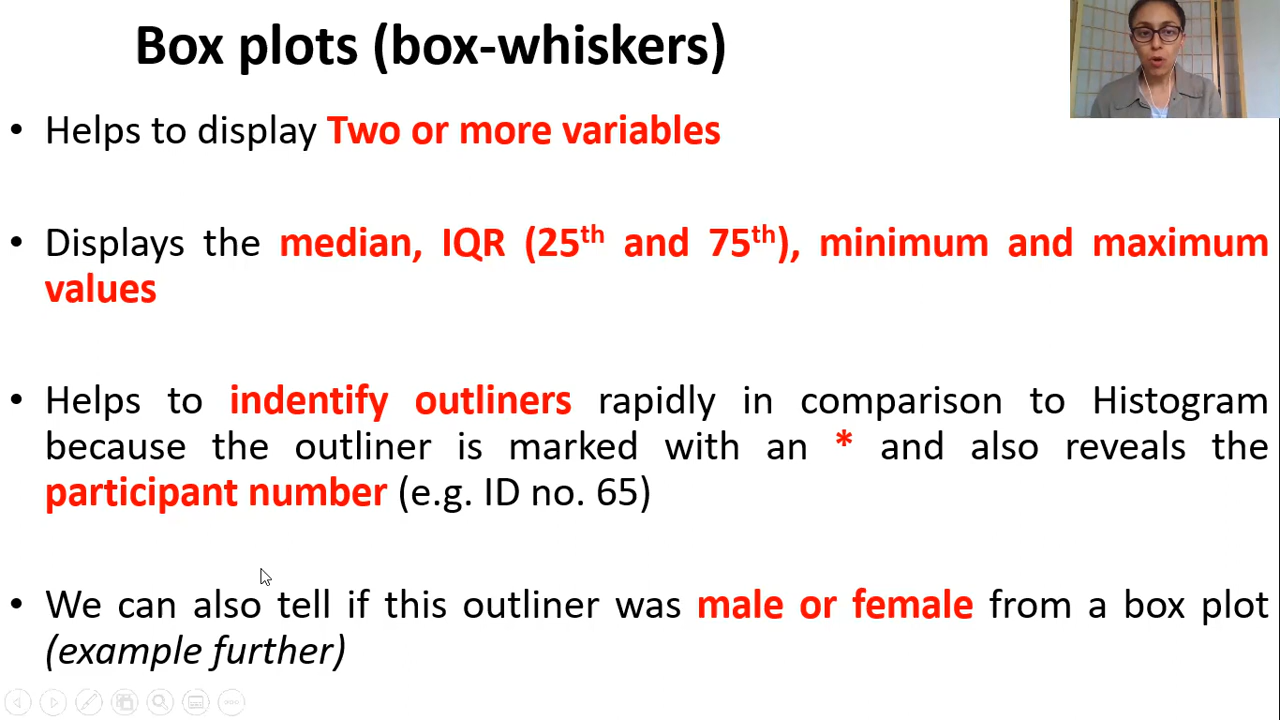 Box plots (box-whiskers)
• Helps to display Two or more variables
• Displays the median, IQR (25th and 75th), minimum and maximum
values
• Helps to indentify outliners rapidly in comparison to Histogram
because the outliner is marked with an * and also reveals the
participant number (e.g. ID no. 65)
• We can also tell if this outliner was male or female from a box plot
(example further)